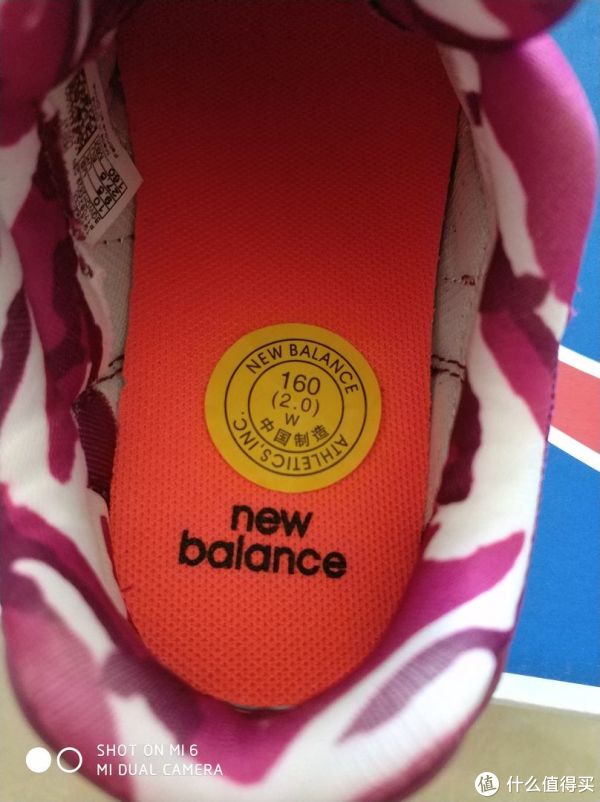 NEW BALANCE
160
(2.0)
W
中国制造
ATHLETICS, INC.
new
balance
SHOT ON MI 6
MI DUAL CAMERA
值 什么值得买